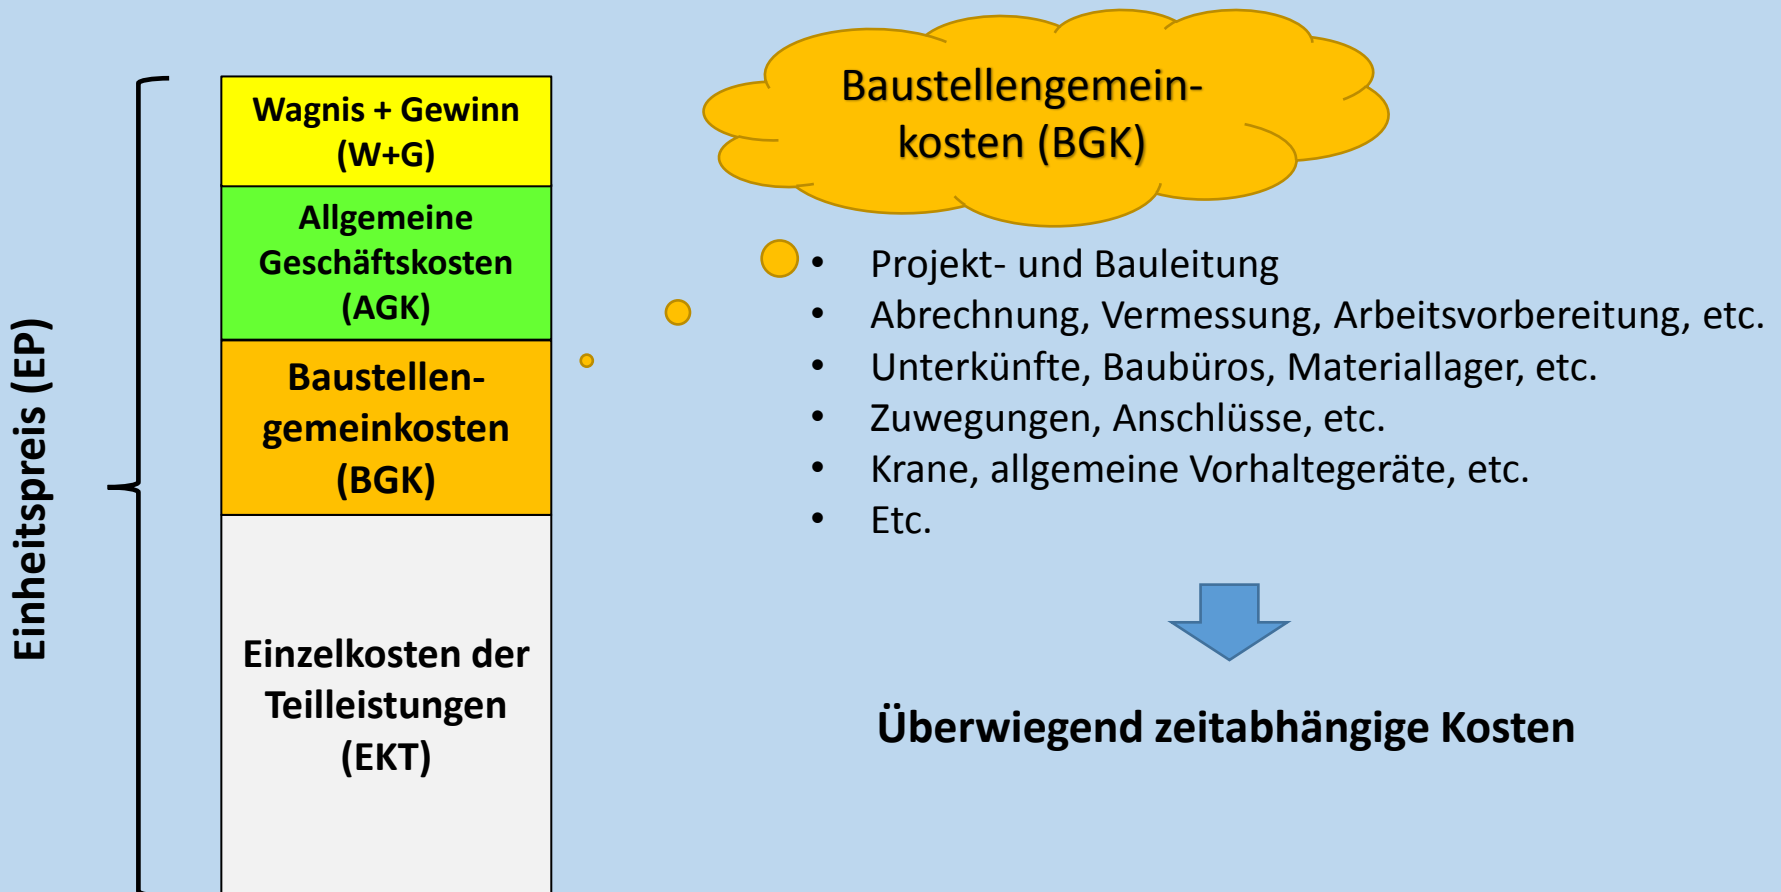 Einheitspreis (EP)
Wagnis + Gewinn
(W+G)
Allgemeine
Geschäftskosten
(AGK)
Baustellen-
gemeinkosten
(BGK)
Einzelkosten der
Teilleistungen
(EKT)
Baustellengemein-
kosten (BGK)
• Projekt- und Bauleitung
• Abrechnung, Vermessung, Arbeitsvorbereitung, etc.
• Unterkünfte, Baubüros, Materiallager, etc.
• Zuwegungen, Anschlüsse, etc.
• Krane, allgemeine Vorhaltegeräte, etc.
• Etc.
Überwiegend zeitabhängige Kosten